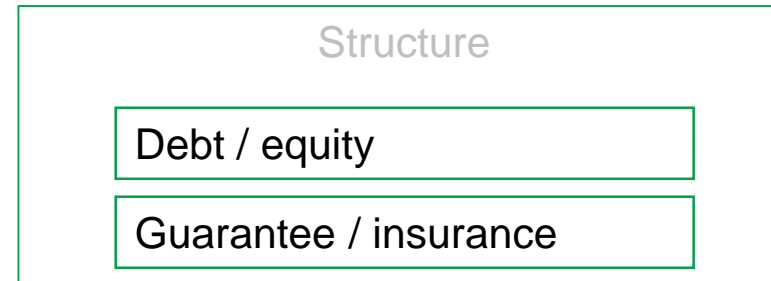 Structure
Debt / equity
Guarantee / insurance